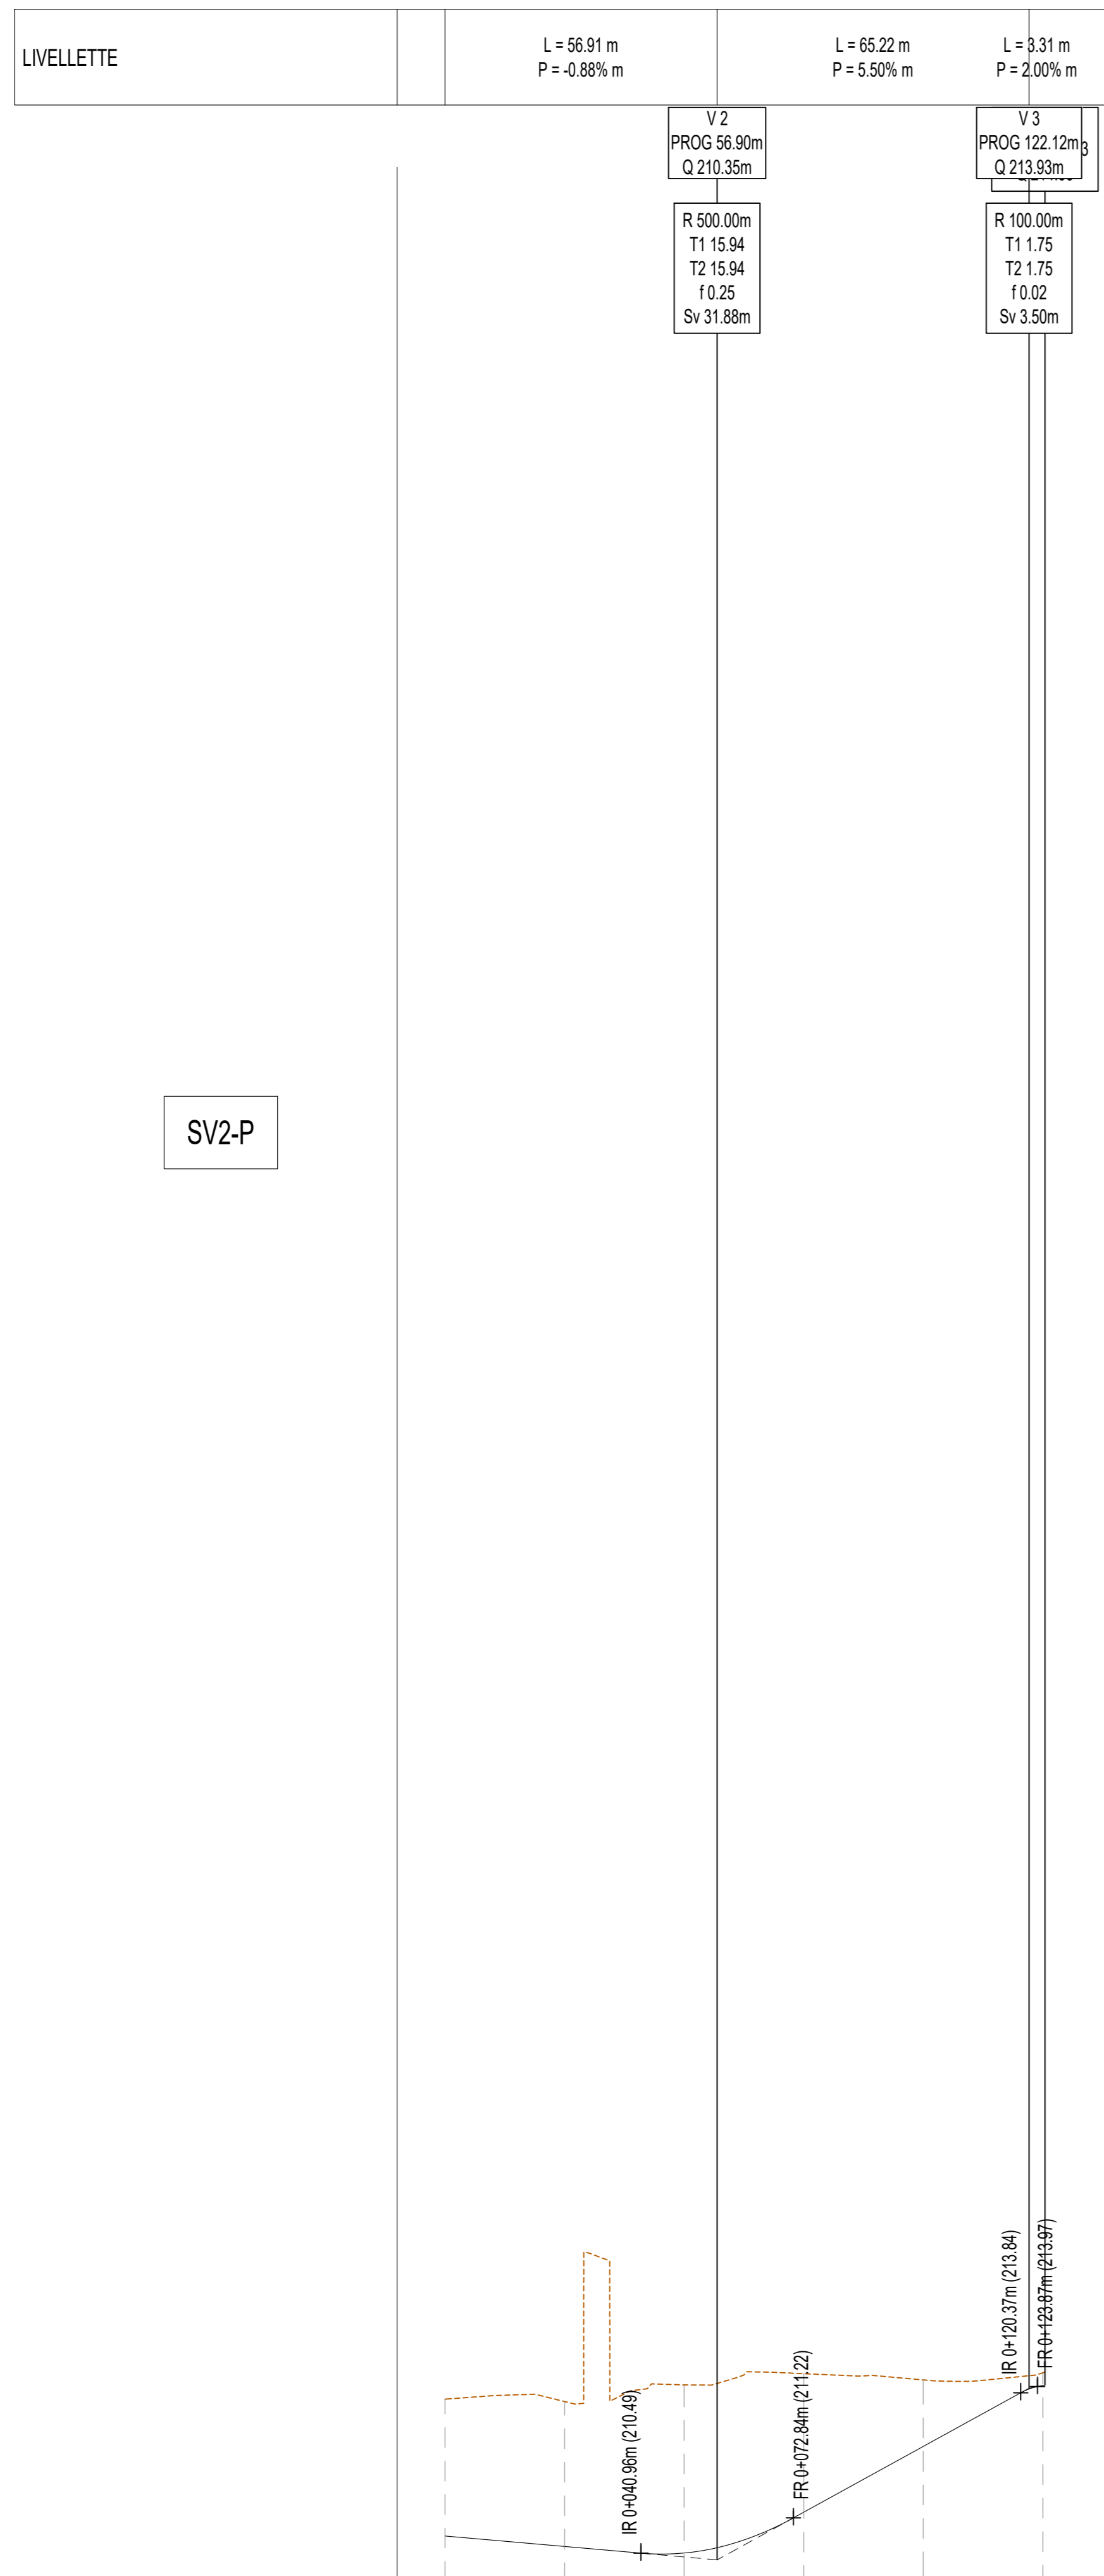 LIVELLETTE
L = 56.91 m
P = -0.88% m
L = 65.22 m
P = 5.50% m
L = 3.31 m
P = 2.00% m
V 2
PROG 56.90m
Q 210.35m
R 500.00m
T1 15.94
T2 15.94
f 0.25
Sv 31.88m
V 3
PROG 122.12m
Q 213.93m
3
R 100.00m
T1 1.75
T2 1.75
f 0.02
Sv 3.50m
SV2-P
IR 0+040.96m (210.49)
FR 0+072.84m (211.22)
IR 0+120.37m (213.84)
FR 0+123.87m (213.97)